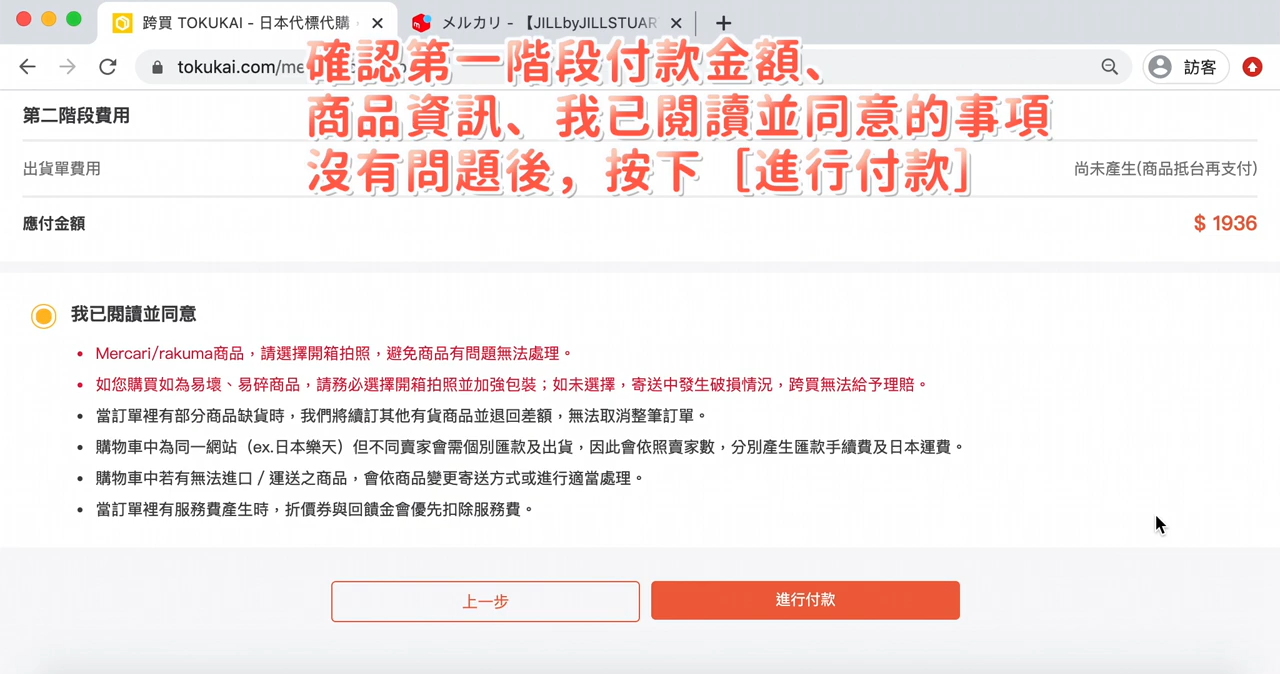 跨買 TOKUKAI - 日本代標代購
メルカリ - 【JILLbyJILLSTUAR
tokukai.com/me
訪客
確認第一階段付款金額、
商品資訊、我已閱讀並同意的事項
沒有問題後，按下［進行付款］
第二階段費用
出貨單費用
尚未產生(商品抵台再支付)
應付金額
$ 1936
我已閱讀並同意
• Mercari/rakuma商品，請選擇開箱拍照，避免商品有問題無法處理。
• 如您購買如為易壞、易碎商品，請務必選擇開箱拍照並加強包裝；如未選擇，寄送中發生破損情況，跨買無法給予理賠。
• 當訂單裡有部分商品缺貨時，我們將續訂其他有貨商品並退回差額，無法取消整筆訂單。
• 購物車中為同一網站（ex.日本樂天）但不同賣家會需個別匯款及出貨，因此會依照賣家數，分別產生匯款手續費及日本運費。
• 購物車中若有無法進口 / 運送之商品，會依商品變更寄送方式或進行適當處理。
• 當訂單裡有服務費產生時，折價券與回饋金會優先扣除服務費。
上一步
進行付款